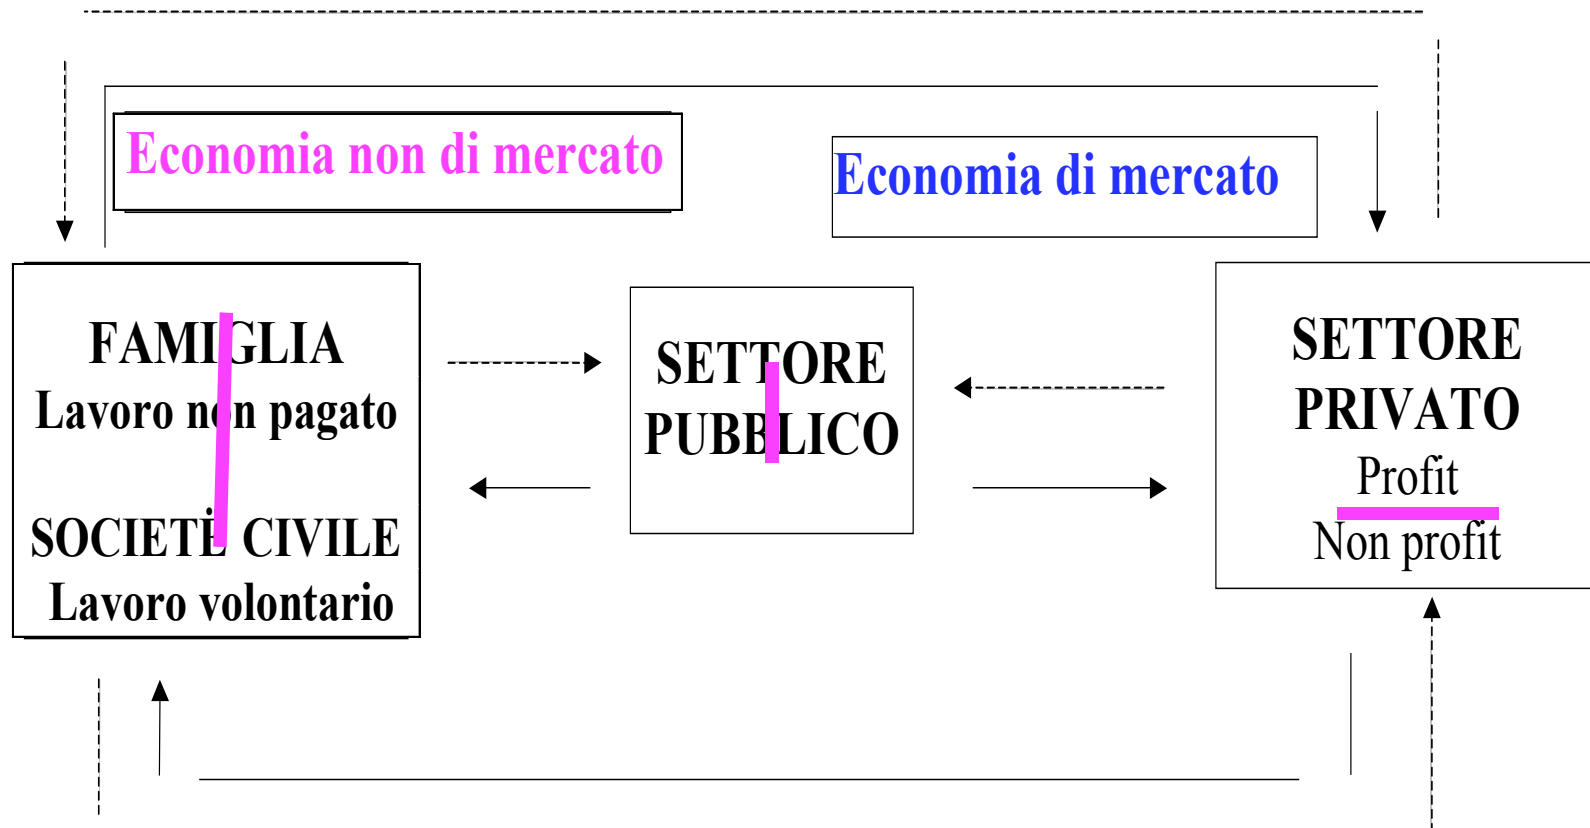 Economia non di mercato
Economia di mercato
FAMIGLIA
Lavoro non pagato
SOCIETÈ CIVILE
Lavoro volontario
SETTORE
PUBBLICO
SETTORE
PRIVATO
Profit
Non profit